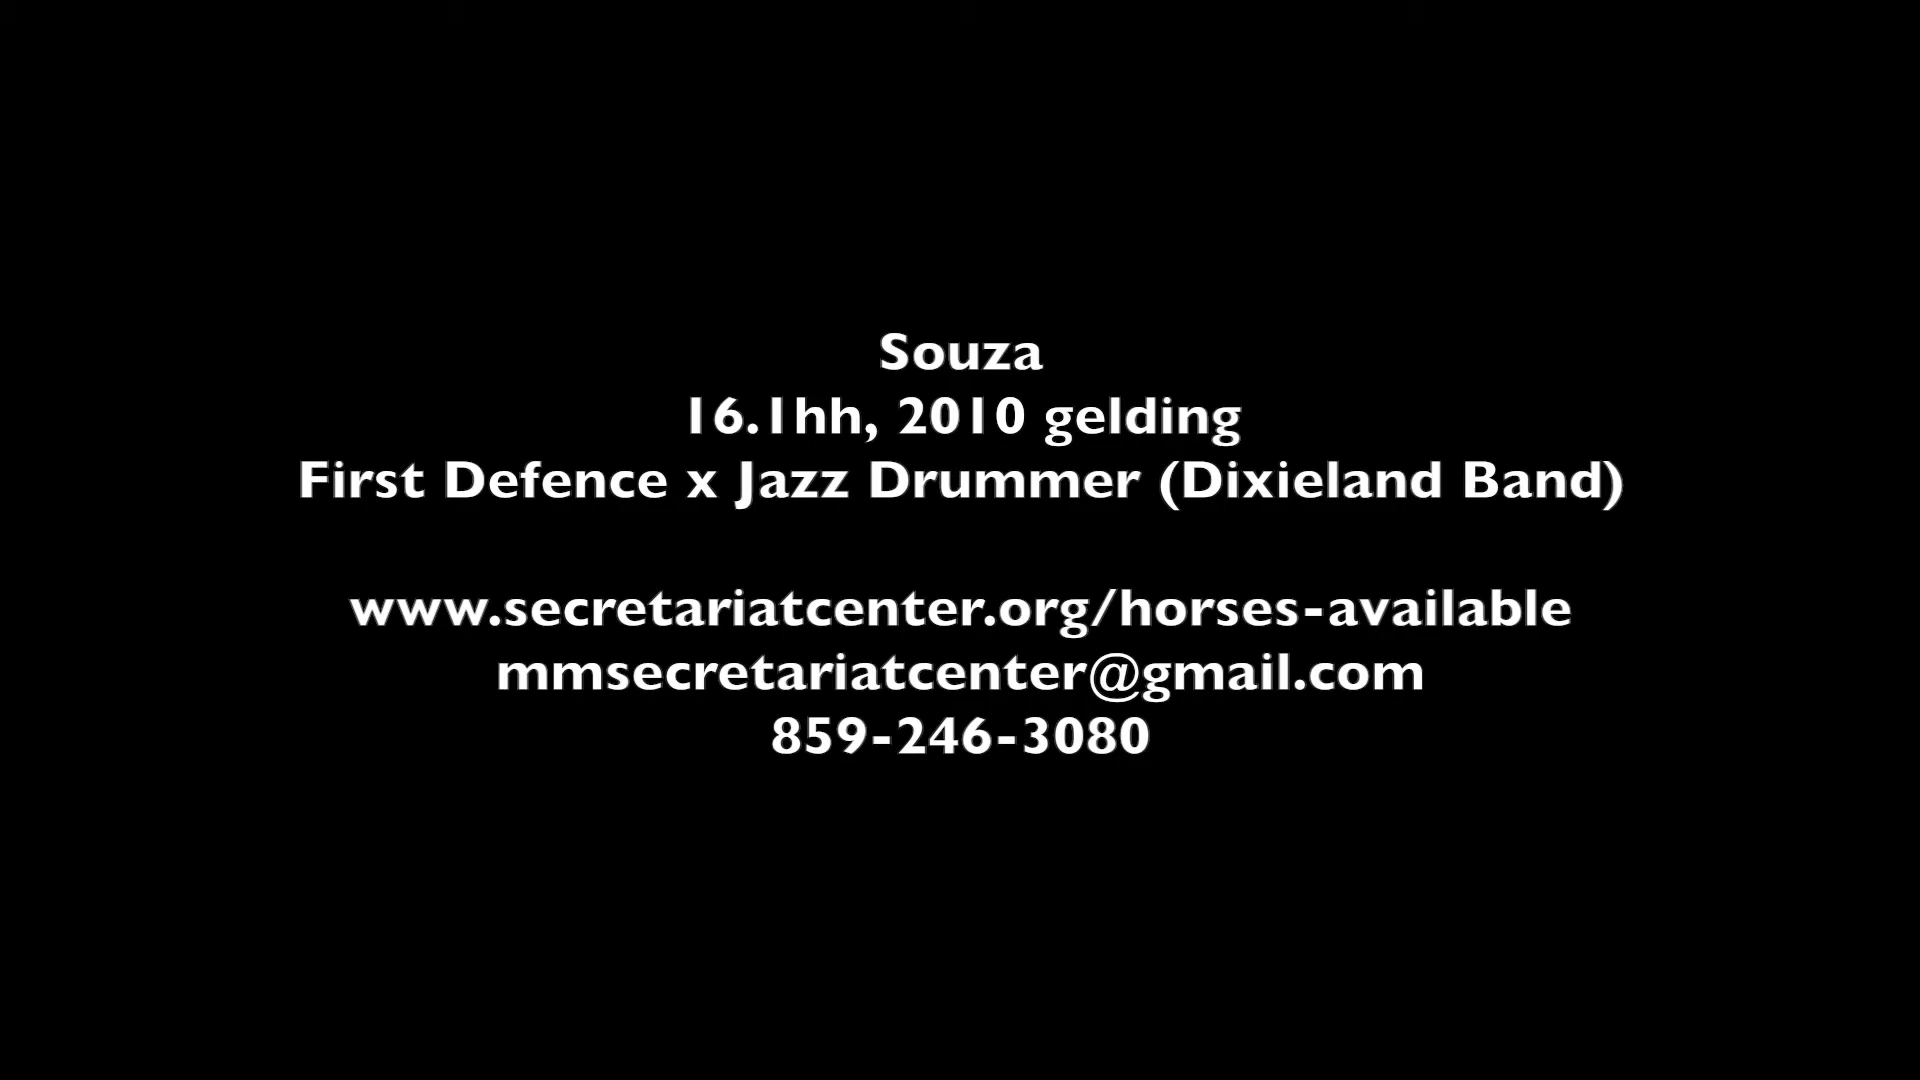 Souza
16.1hh, 2010 gelding
First Defence x Jazz Drummer (Dixieland Band)
www.secretariatcenter.org/horses-available
mmsecretariatcenter@gmail.com
859-246-3080